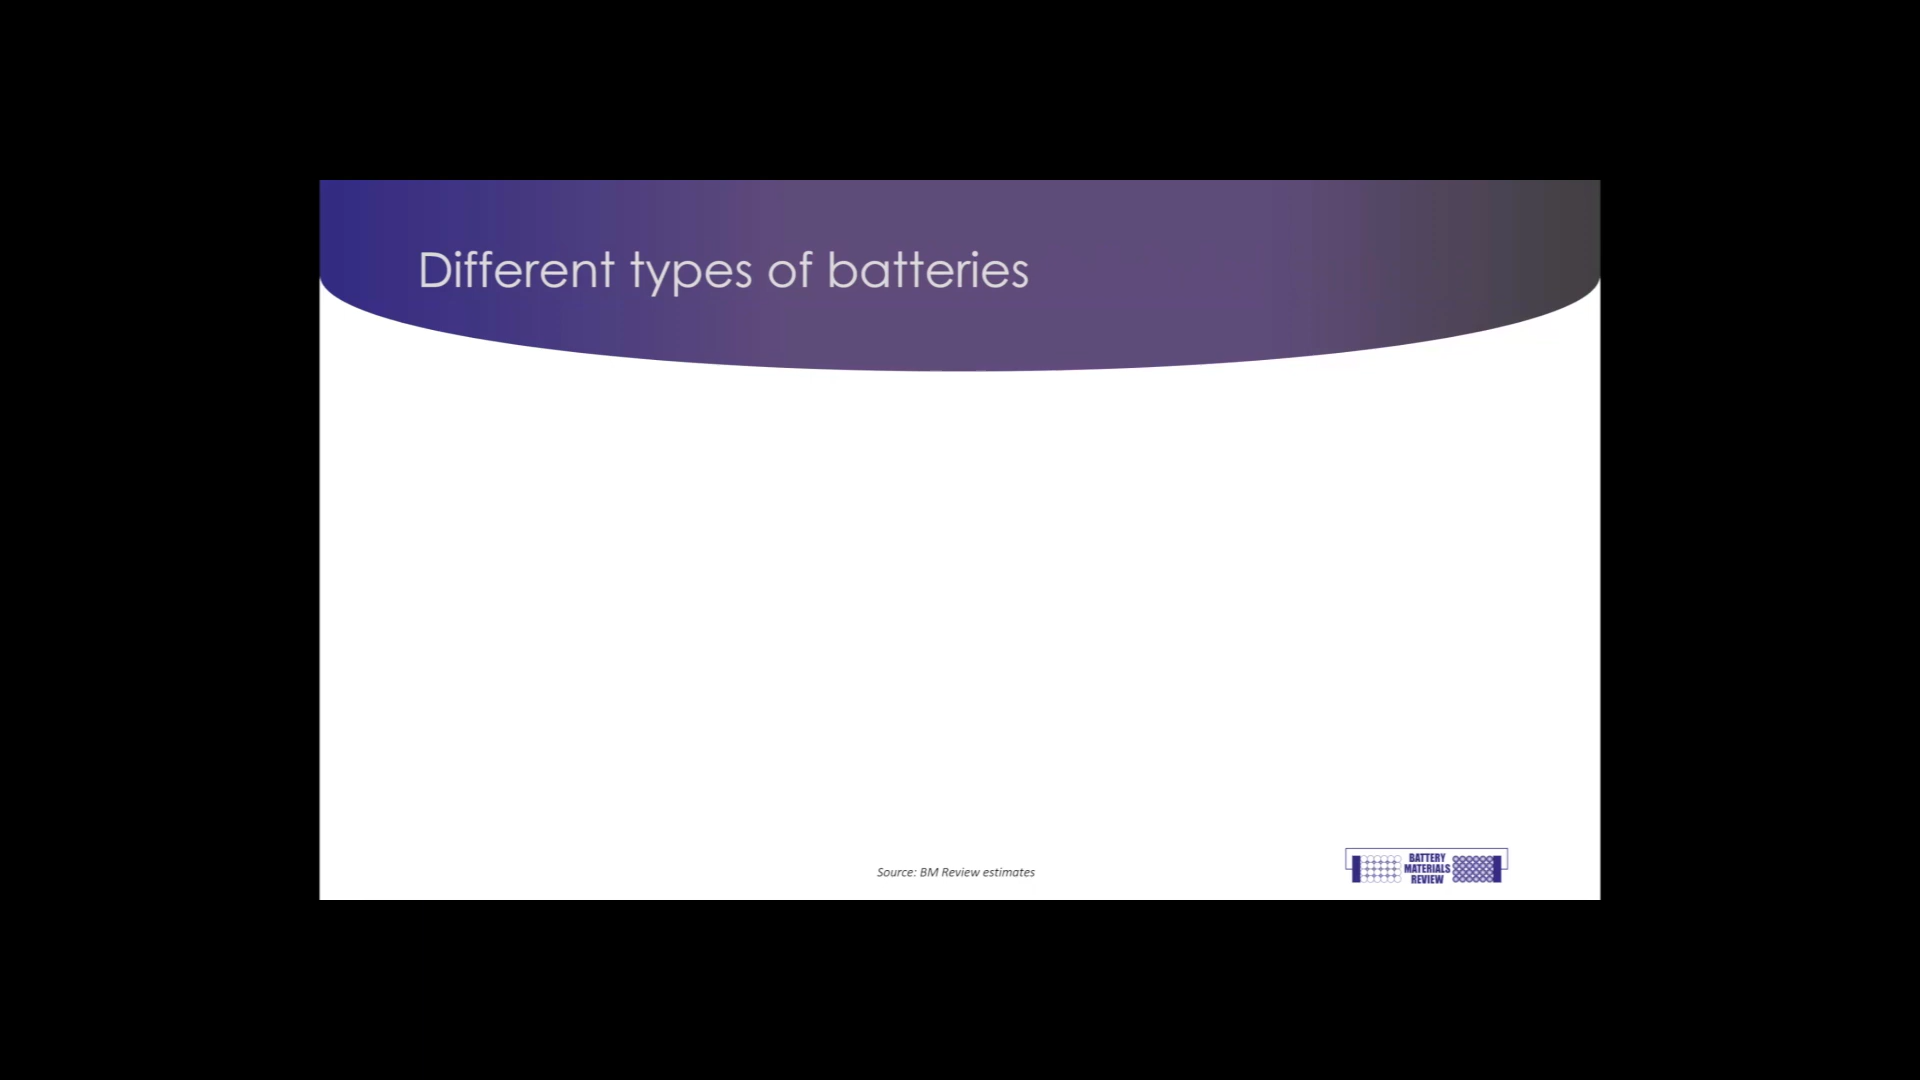 Different types of batteries
Source: BM Review estimates
BATTERY
MATERIALS
REVIEW